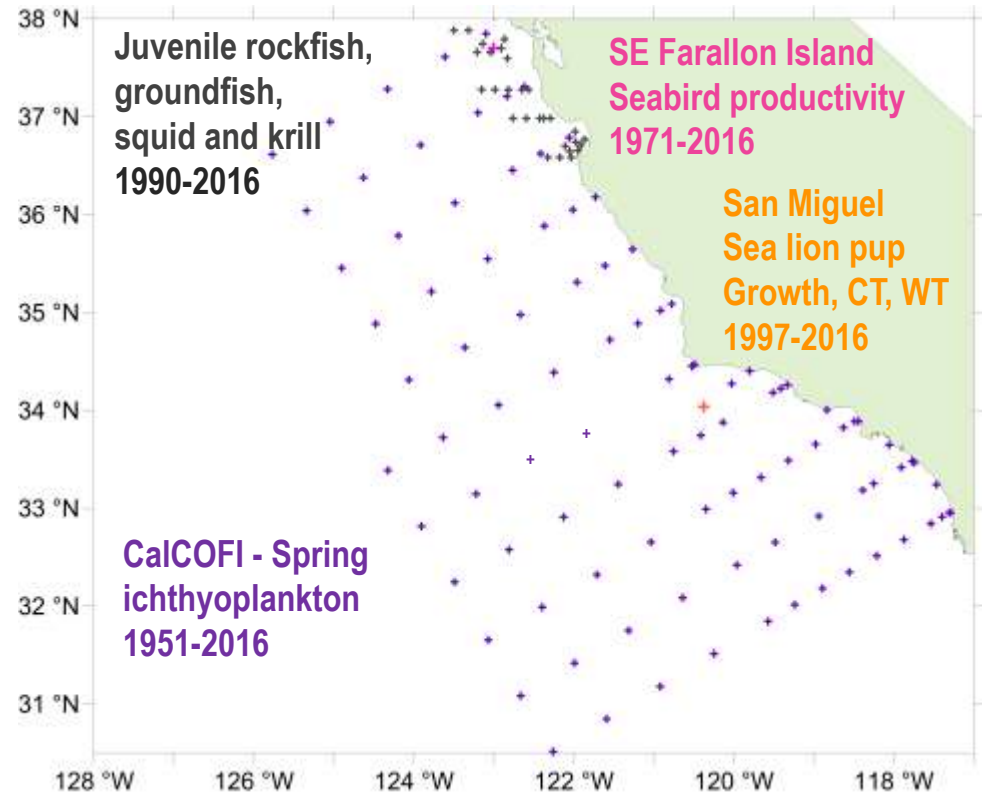 38 °N
37 °N
36 °N
35 °N
34 °N
33 °N
32 °N
31 °N
Juvenile rockfish,
groundfish,
squid and krill
1990-2016
SE Farallon Island
Seabird productivity
1971-2016
San Miguel
Sea lion pup
Growth, CT, WT
1997-2016
CalCOFI - Spring
ichthyoplankton
1951-2016
128 °W
126 °W
124 °W
122 °W
120 °W
118 °W